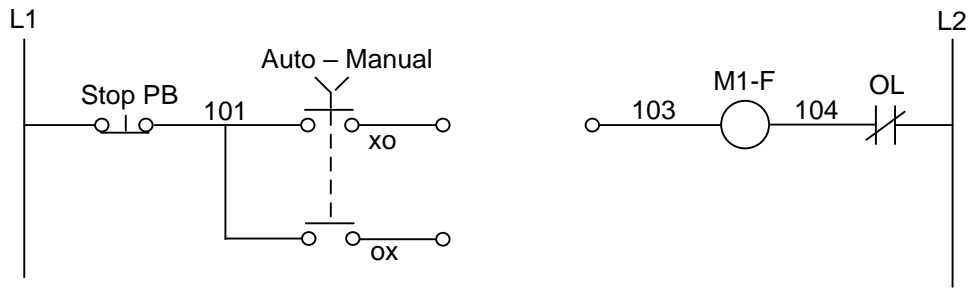 L1
L2
Auto – Manual
M1-F
OL
Stop PB
101
103
104
xo
ox